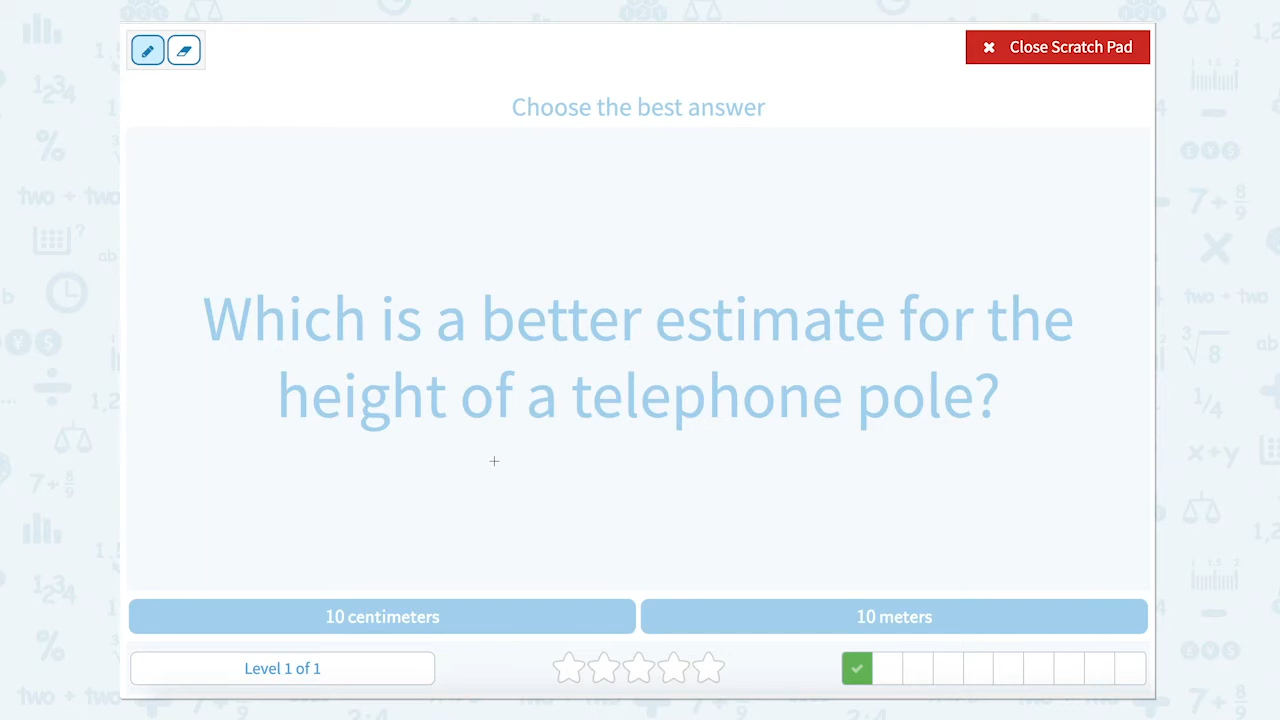 Close Scratch Pad
Choose the best answer
Which is a better estimate for the
height of a telephone pole?
10 centimeters
10 meters
Level 1 of 1